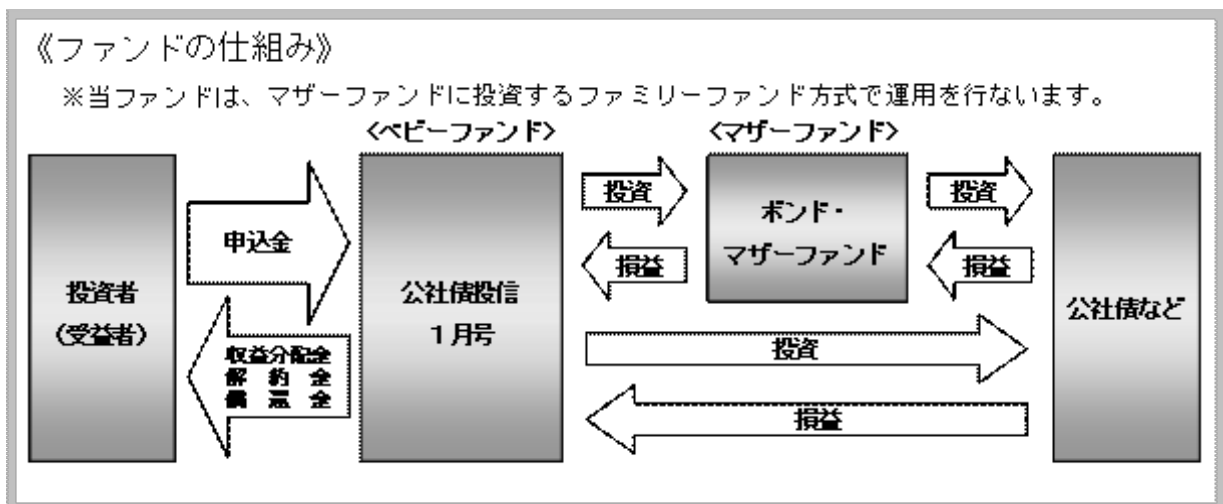 《ファンドの仕組み》
※当ファンドは、マザーファンドに投資するファミリーファンド方式で運用を行ないます。
〈ベビーファンド〉
〈マザーファンド〉
投資者
(受益者)
申込金
収益分配金
解約金
償還金
公社債投信
1月号
投資
損益
ボンド・
マザーファンド
投資
損益
投資
損益
公社債など